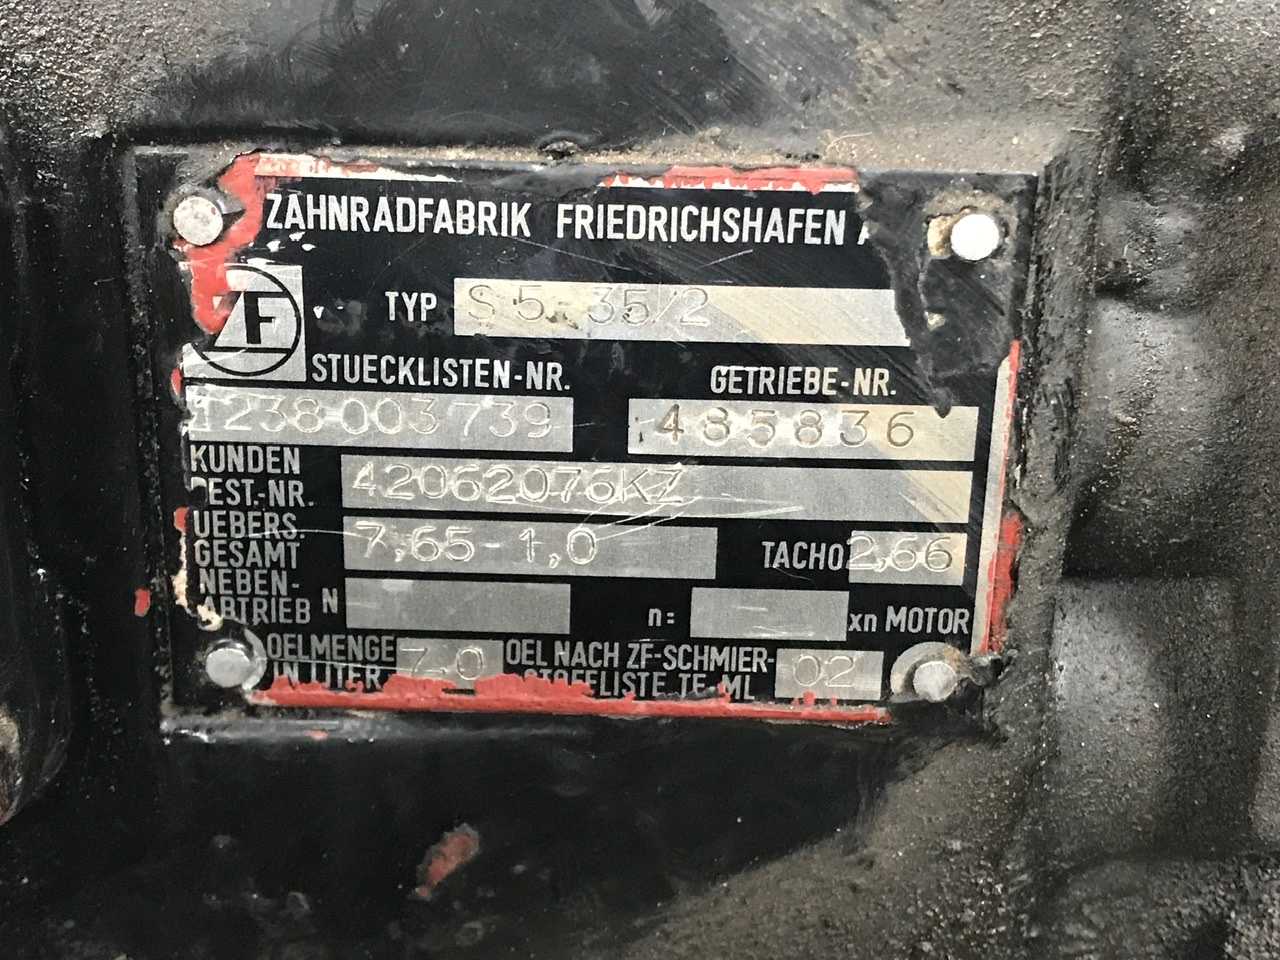 ZAHNRADFABRIK FRIEDRICHSHAFEN
ZF
TYP S 5-35/2
STUECKLISTEN-NR. GETRIEBE-NR.
1238 003 739 485836
KUNDEN
BEST.-NR. 42062076KZ
UEBERS.
GESAMT 7,65-1,0 TACHO 2,66
NEBEN-
ABTRIEB N n: xn MOTOR
OELMENGE
IN LITER 7,0
OEL NACH ZF-SCHMIER-
STOFFLISTE TE-ML 02